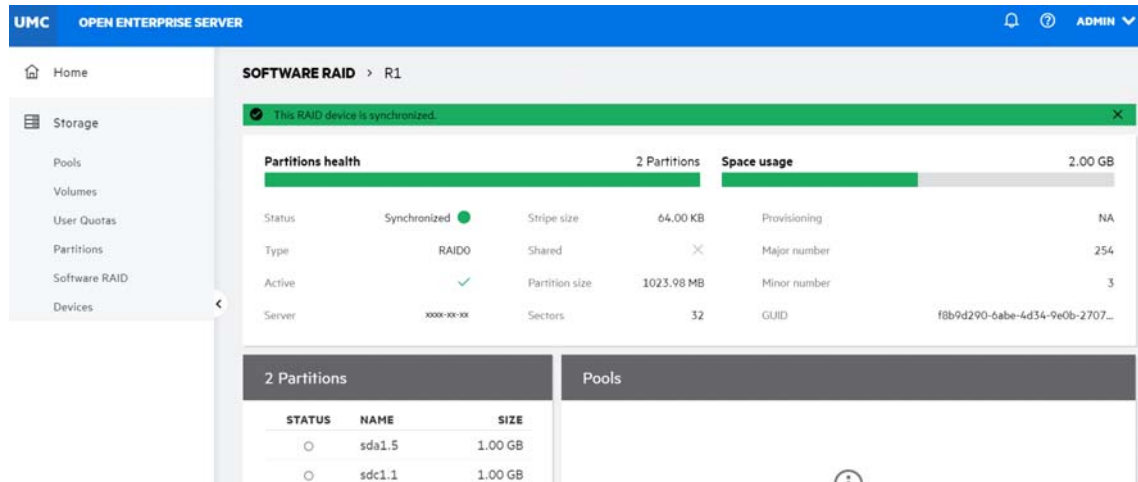 UMC OPEN ENTERPRISE SERVER ADMIN
Home
Storage
Pools
Volumes
User Quotas
Partitions
Software RAID
Devices
SOFTWARE RAID > R1
This RAID device is synchronized.
Partitions health 2 Partitions
Space usage 2.00 GB
Status Synchronized Stripe size 64.00 KB Provisioning NA
Type RAID0 Shared Major number 254
Active Partition size 1023.98 MB Minor number 3
Server xxxx-xx-xx Sectors 32 GUID f8b9d290-6abe-4d34-9e0b-2707...
2 Partitions
STATUS NAME SIZE
sda1.5 1.00 GB
sdc1.1 1.00 GB
Pools